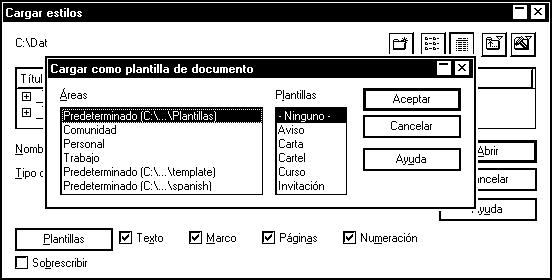 Cargar estilos
C:\Dat
Títul
Cargar como plantilla de documento
Áreas
Predeterminado (C:\...\Plantillas)
Comunidad
Personal
Trabajo
Predeterminado (C:\...\template)
Predeterminado (C:\...\spanish)
Plantillas
- Ninguno -
Aviso
Carta
Cartel
Curso
Invitación
Aceptar
Cancelar
Ayuda
Nomb
Tipo
Abrir
ancelar
Ayuda
Plantillas
Texto
Marco
Páginas
Numeración
Sobrescribir